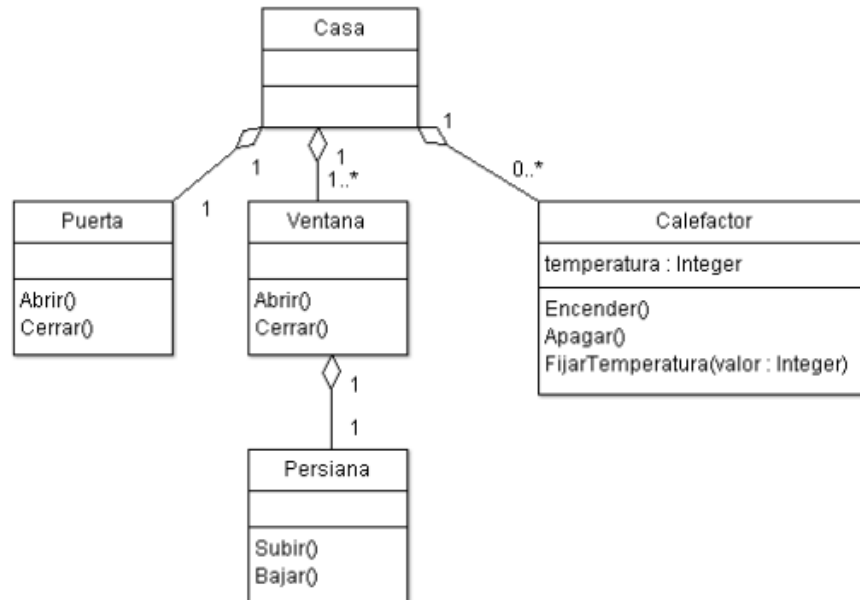 Casa
1
1
1
1..*
1
0..*
Puerta
Abrir()
Cerrar()
Ventana
Abrir()
Cerrar()
Calefactor
temperatura : Integer
Encender()
Apagar()
FijarTemperatura(valor : Integer)
1
1
Persiana
Subir()
Bajar()